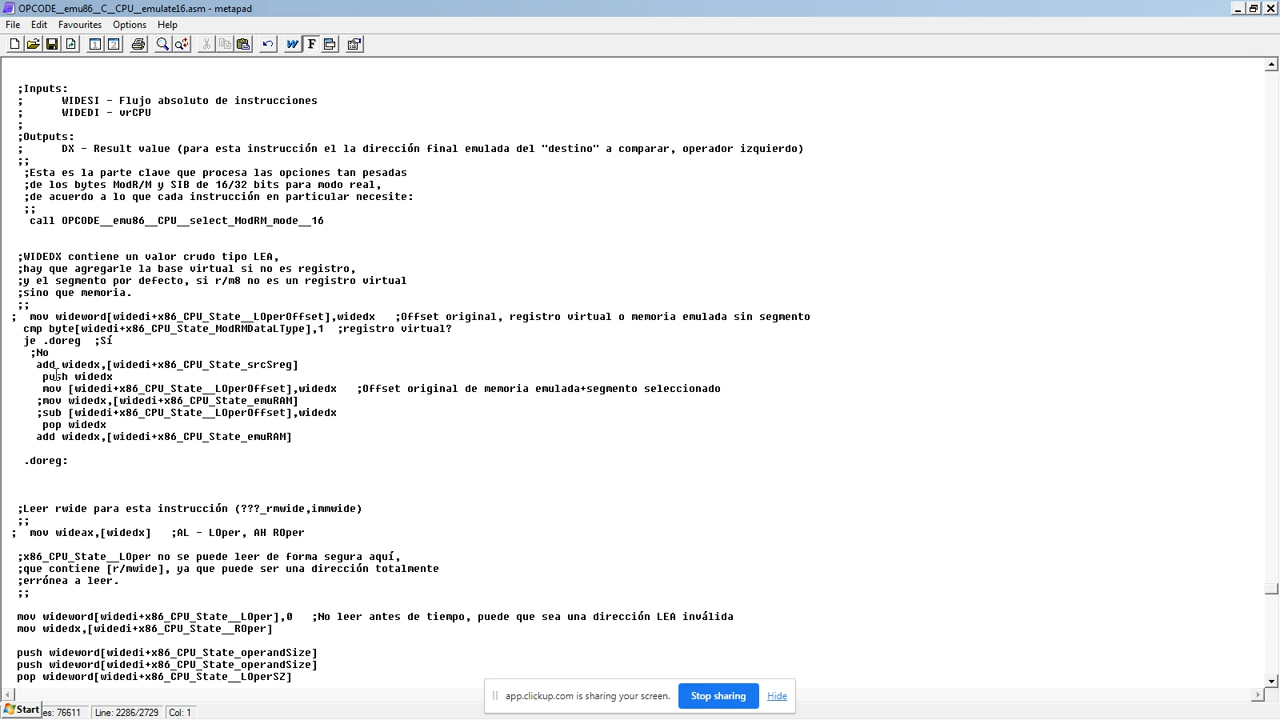 OPCODE__emu86__C__CPU__emulate16.asm - metapad
File Edit Favourites Options Help
;Inputs:
; WIDESI - Flujo absoluto de instrucciones
; WIDEDI - vrCPU
;
;Outputs:
; DX - Result value (para esta instrucción el la dirección final emulada del "destino" a comparar, operador izquierdo)
;;
;Esta es la parte clave que procesa las opciones tan pesadas
;de los bytes ModR/M y SIB de 16/32 bits para modo real,
;de acuerdo a lo que cada instrucción en particular necesite:
;;
call OPCODE__emu86__CPU__select_ModRM_mode__16
;WIDEDX contiene un valor crudo tipo LEA,
;hay que agregarle la base virtual si no es registro,
;y el segmento por defecto, si r/m8 no es un registro virtual
;sino que memoria.
;;
; mov wideword[widedi+x86_CPU_State__LOperOffset],widedx ;Offset original, registro virtual o memoria emulada sin segmento
cmp byte[widedi+x86_CPU_State_ModRMDataLType],1 ;registro virtual?
je .doreg ;Sí
;No
add widedx,[widedi+x86_CPU_State_srcSreg]
push widedx
mov [widedi+x86_CPU_State__LOperOffset],widedx ;Offset original de memoria emulada+segmento seleccionado
;mov widedx,[widedi+x86_CPU_State_emuRAM]
;sub [widedi+x86_CPU_State__LOperOffset],widedx
pop widedx
add widedx,[widedi+x86_CPU_State_emuRAM]
.doreg:
;Leer rwide para esta instrucción (???_rmwide,immwide)
;;
; mov wideax,[widedx] ;AL - LOper, AH ROper
;x86_CPU_State__LOper no se puede leer de forma segura aquí,
;que contiene [r/mwide], ya que puede ser una dirección totalmente
;errónea a leer.
;;
mov wideword[widedi+x86_CPU_State__LOper],0 ;No leer antes de tiempo, puede que sea una dirección LEA inválida
mov widedx,[widedi+x86_CPU_State__ROper]
push wideword[widedi+x86_CPU_State_operandSize]
push wideword[widedi+x86_CPU_State_operandSize]
pop wideword[widedi+x86_CPU_State__LOperSZ]
app.clickup.com is sharing your screen. Stop sharing Hide
Start es: 76611 Line: 2286/2729 Col: 1